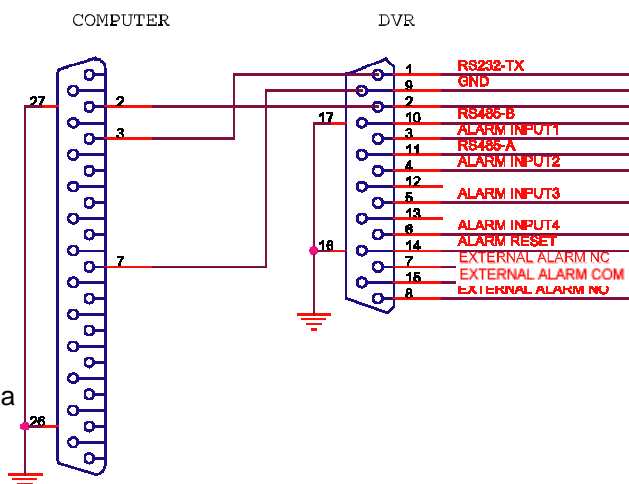 COMPUTER DVR
1 RS232-TX
9 GND
27 2 2
17 10 RS485-B
3 3 ALARM INPUT1
11 RS485-A
4 ALARM INPUT2
12
5 ALARM INPUT3
13
6 ALARM INPUT4
16 14 ALARM RESET
7 7 EXTERNAL ALARM NC
15 EXTERNAL ALARM COM
8 EXTERNAL ALARM NO
a
26